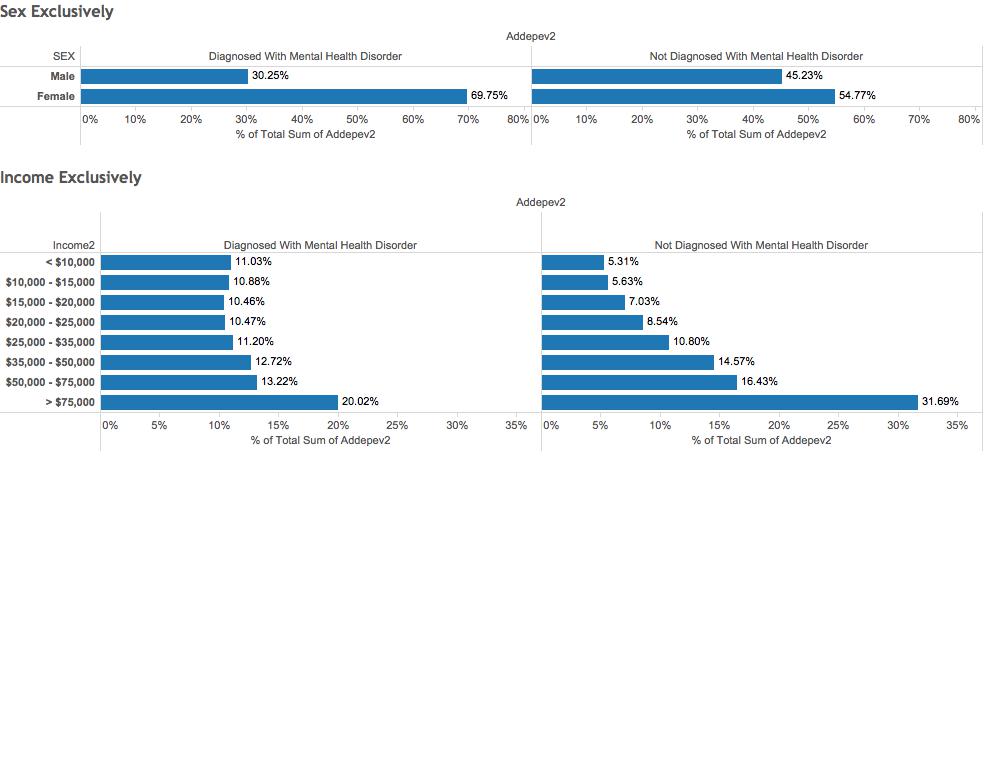 Sex Exclusively
Addepev2
SEX Diagnosed With Mental Health Disorder Not Diagnosed With Mental Health Disorder
Male 30.25% 45.23%
Female 69.75% 54.77%
0% 10% 20% 30% 40% 50% 60% 70% 80% 0% 10% 20% 30% 40% 50% 60% 70% 80%
% of Total Sum of Addepev2 % of Total Sum of Addepev2
Income Exclusively
Addepev2
Income2 Diagnosed With Mental Health Disorder Not Diagnosed With Mental Health Disorder
< $10,000 11.03% 5.31%
$10,000 - $15,000 10.88% 5.63%
$15,000 - $20,000 10.46% 7.03%
$20,000 - $25,000 10.47% 8.54%
$25,000 - $35,000 11.20% 10.80%
$35,000 - $50,000 12.72% 14.57%
$50,000 - $75,000 13.22% 16.43%
> $75,000 20.02% 31.69%
0% 5% 10% 15% 20% 25% 30% 35% 0% 5% 10% 15% 20% 25% 30% 35%
% of Total Sum of Addepev2 % of Total Sum of Addepev2